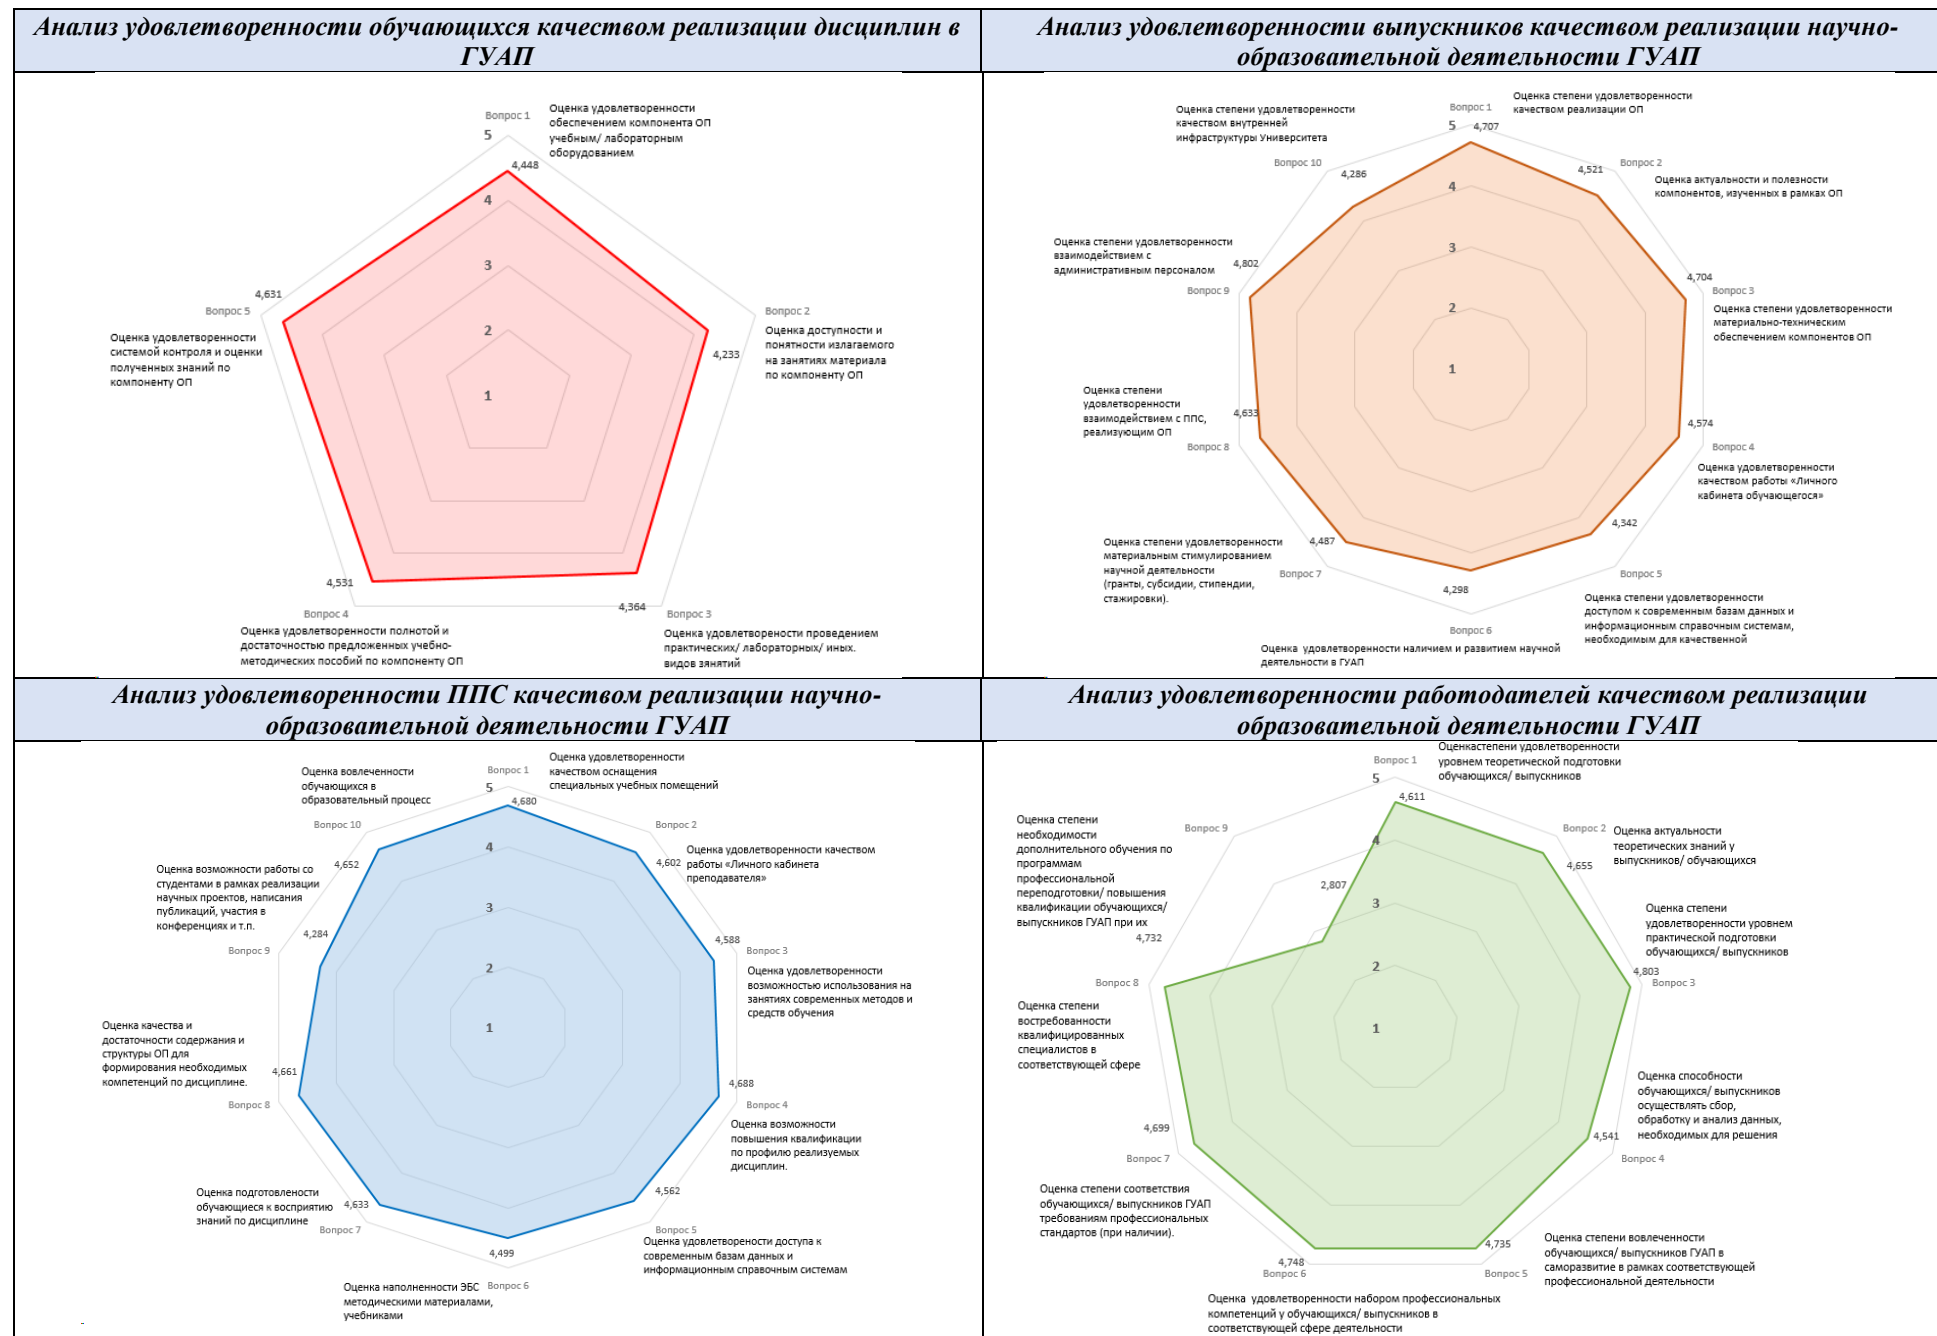 Анализ удовлетворенности обучающихся качеством реализации дисциплин в
ГУАП
Анализ удовлетворенности выпускников качеством реализации научно-
образовательной деятельности ГУАП
Вопрос 1
Оценка удовлетворенности
обеспечением компонента ОП
учебным/ лабораторным
оборудованием
5
4,448
4
3
2
1
Вопрос 2
Оценка доступности и
понятности излагаемого
на занятиях материала
по компоненту ОП
4,233
Вопрос 5
4,631
Оценка удовлетворенности
системой контроля и оценки
полученных знаний по
компоненту ОП
4,531
Вопрос 4
Оценка удовлетворенности полнотой и
достаточностью предложенных учебно-
методических пособий по компоненту ОП
4,364
Вопрос 3
Оценка удовлетворености проведением
практических/ лабораторных/ иных.
видов зянятий
Вопрос 1
Оценка степени удовлетворенности
качеством реализации ОП
5
4,707
4
3
2
1
Вопрос 2
4,521
Оценка актуальности и полезности
компонентов, изученных в рамках ОП
4,704
Вопрос 3
Оценка степени удовлетворенности
материально-техническим
обеспечением компонентов ОП
4,574
Вопрос 4
Оценка удовлетворенности
качеством работы «Личного
кабинета обучающегося»
4,342
Вопрос 5
Оценка степени удовлетворенности
доступом к современным базам данных и
информационным справочным системам,
необходимым для качественной
4,298
Вопрос 6
Оценка  удовлетворенности наличием и развитием научной
деятельности в ГУАП
4,487
Вопрос 7
Оценка степени удовлетворенности
материальным стимулированием
научной деятельности
(гранты, субсидии, стипендии,
стажировки).
Оценка степени
удовлетворенности
взаимодействием с ППС,
реализующим ОП
4,633
Вопрос 8
Оценка степени удовлетворенности
взаимодействием с
административным персоналом
4,802
Вопрос 9
Оценка степени удовлетворенности
качеством внутренней
инфраструктуры Университета
Вопрос 10
4,286
Анализ удовлетворенности ППС качеством реализации научно-
образовательной деятельности ГУАП
Анализ удовлетворенности работодателей качеством реализации
образовательной деятельности ГУАП
Вопрос 1
Оценка удовлетворенности
качеством оснащения
специальных учебных помещений
5
4,680
4
3
2
1
Вопрос 2
4,602
Оценка удовлетворенности качеством
работы «Личного кабинета
преподавателя»
4,588
Вопрос 3
Оценка удовлетворенности
возможностью использования на
занятиях современных методов и
средств обучения
4,688
Вопрос 4
Оценка возможности
повышения квалификации
по профилю реализуемых
дисциплин.
4,562
Вопрос 5
Оценка удовлетворености доступа к
современным базам данных и
информационным справочным системам
4,499
Вопрос 6
Оценка наполненности ЭБС
методическими материалами,
учебниками
Оценка подготовлености
обучающиеся к восприятию
знаний по дисциплине
4,633
Вопрос 7
Оценка качества и
достаточности содержания и
структуры ОП для
формирования необходимых
компетенций по дисциплине.
4,661
Вопрос 8
Оценка возможности работы со
студентами в рамках реализации
научных проектов, написания
публикаций, участия в
конференциях и т.п.
4,284
Вопрос 9
Оценка вовлеченности
обучающихся в
образовательный процесс
Вопрос 10
4,652
Вопрос 1
Оценкастепени удовлетворенности
уровнем теоретической подготовки
обучающихся/ выпускников
5
4,611
4
3
2
1
Вопрос 2
4,655
Оценка актуальности
теоретических знаний у
выпускников/ обучающихся
Оценка степени
удовлетворенности уровнем
практической подготовки
обучающихся/ выпускников
4,803
Вопрос 3
Оценка способности
обучающихся/ выпускников
осуществлять сбор,
обработку и анализ данных,
необходимых для решения
4,541
Вопрос 4
Оценка степени вовлеченности
обучающихся/ выпускников ГУАП в
саморазвитие в рамках соответствующей
профессиональной деятельности
4,735
Вопрос 5
4,748
Вопрос 6
Оценка  удовлетворенности набором профессиональных
компетенций у обучающихся/ выпускников в
соответствующей сфере деятельности
4,699
Вопрос 7
Оценка степени соответствия
обучающихся/ выпускников ГУАП
требованиям профессиональных
стандартов (при наличии).
4,732
Вопрос 8
Оценка степени
востребованности
квалифицированных
специалистов в
соответствующей сфере
Вопрос 9
2,807
Оценка степени
необходимости
дополнительного обучения по
программам
профессиональной
переподготовки/ повышения
квалификации обучающихся/
выпускников ГУАП при их